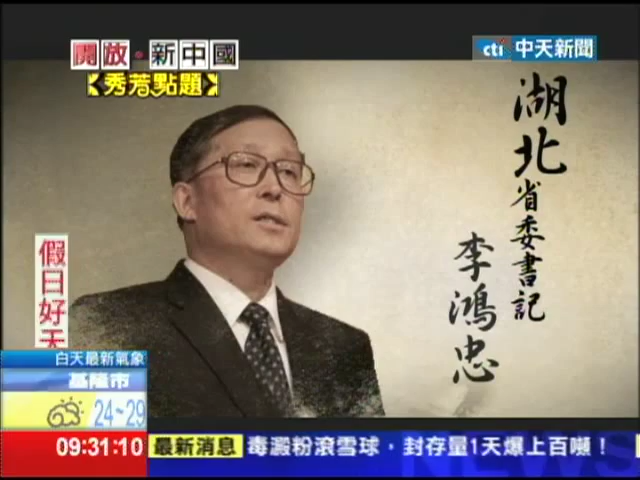 開放·新中國
秀芳點題
cti 中天新聞
湖北省委書記
李鴻忠
假日好天
白天最新氣象
基隆市
24~29
09:31:10
最新消息 毒澱粉滾雪球，封存量1天爆上百噸！
NEWS